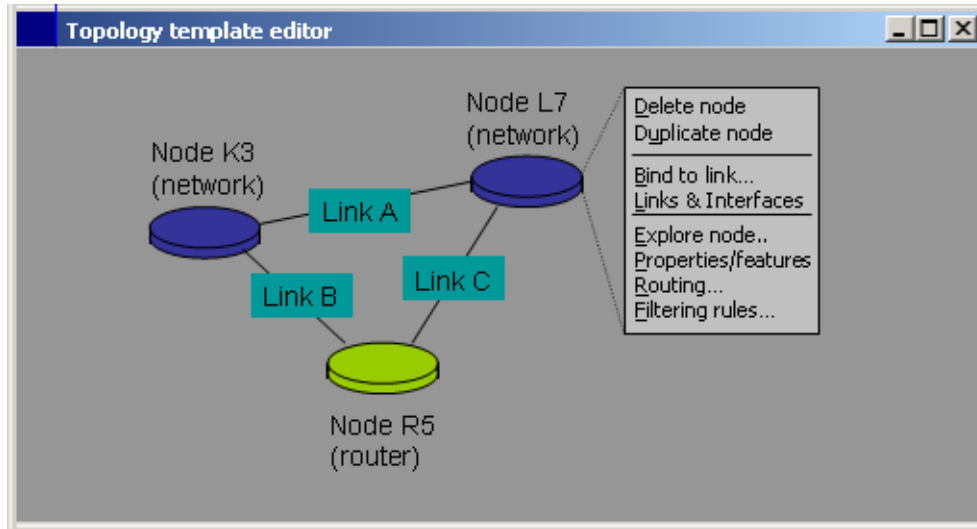 Topology template editor
Node L7
(network)
Node K3
(network)
Link A
Link B
Link C
Node R5
(router)
Delete node
Duplicate node
Bind to link...
Links & Interfaces
Explore node..
Properties/features
Routing...
Filtering rules...